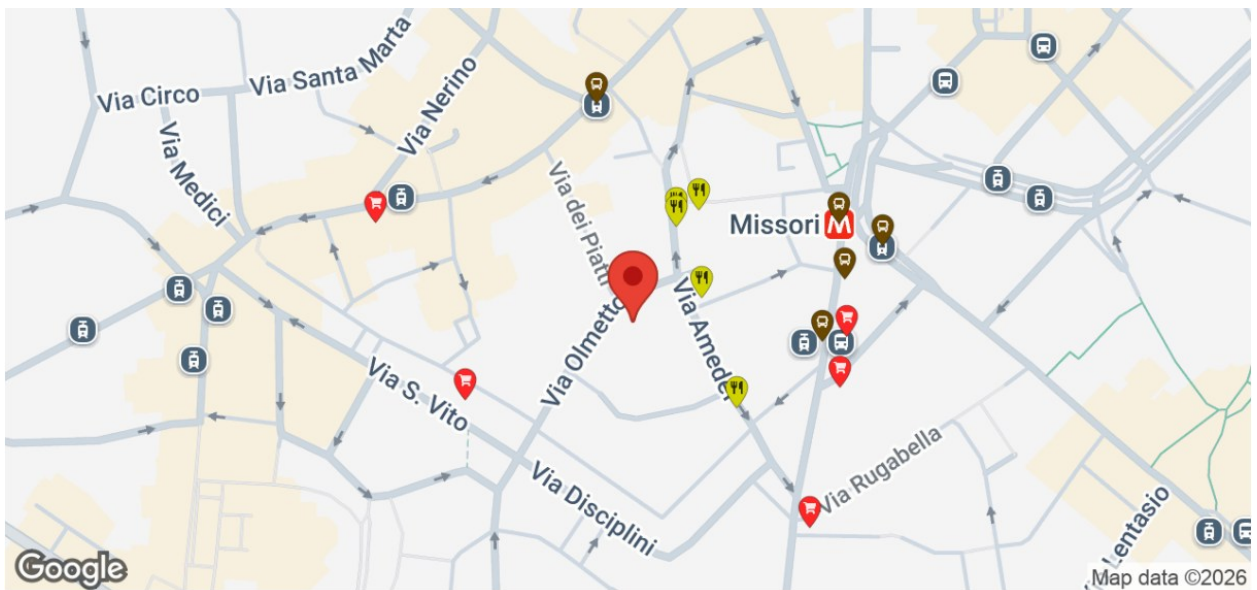 Via Santa Marta
Via Circo
Via Nerino
Via Medici
Via dei Piatti
Missori
M
Via Olmetto
Via Amedei
Via S. Vito
Via Rugabella
Via Disciplini
Lentasio
Google
Map data ©2026